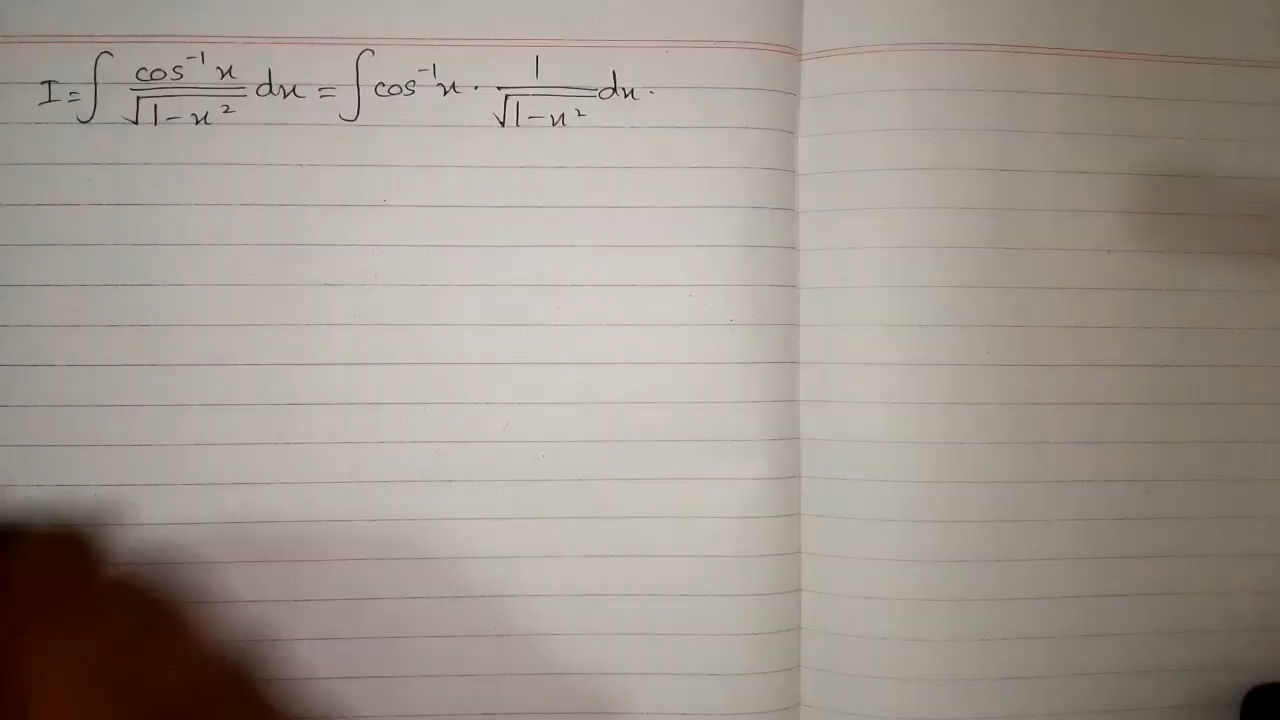 I = ∫ cos⁻¹x / √(1-x²) dx = ∫ cos⁻¹x · 1 / √(1-x²) dx.